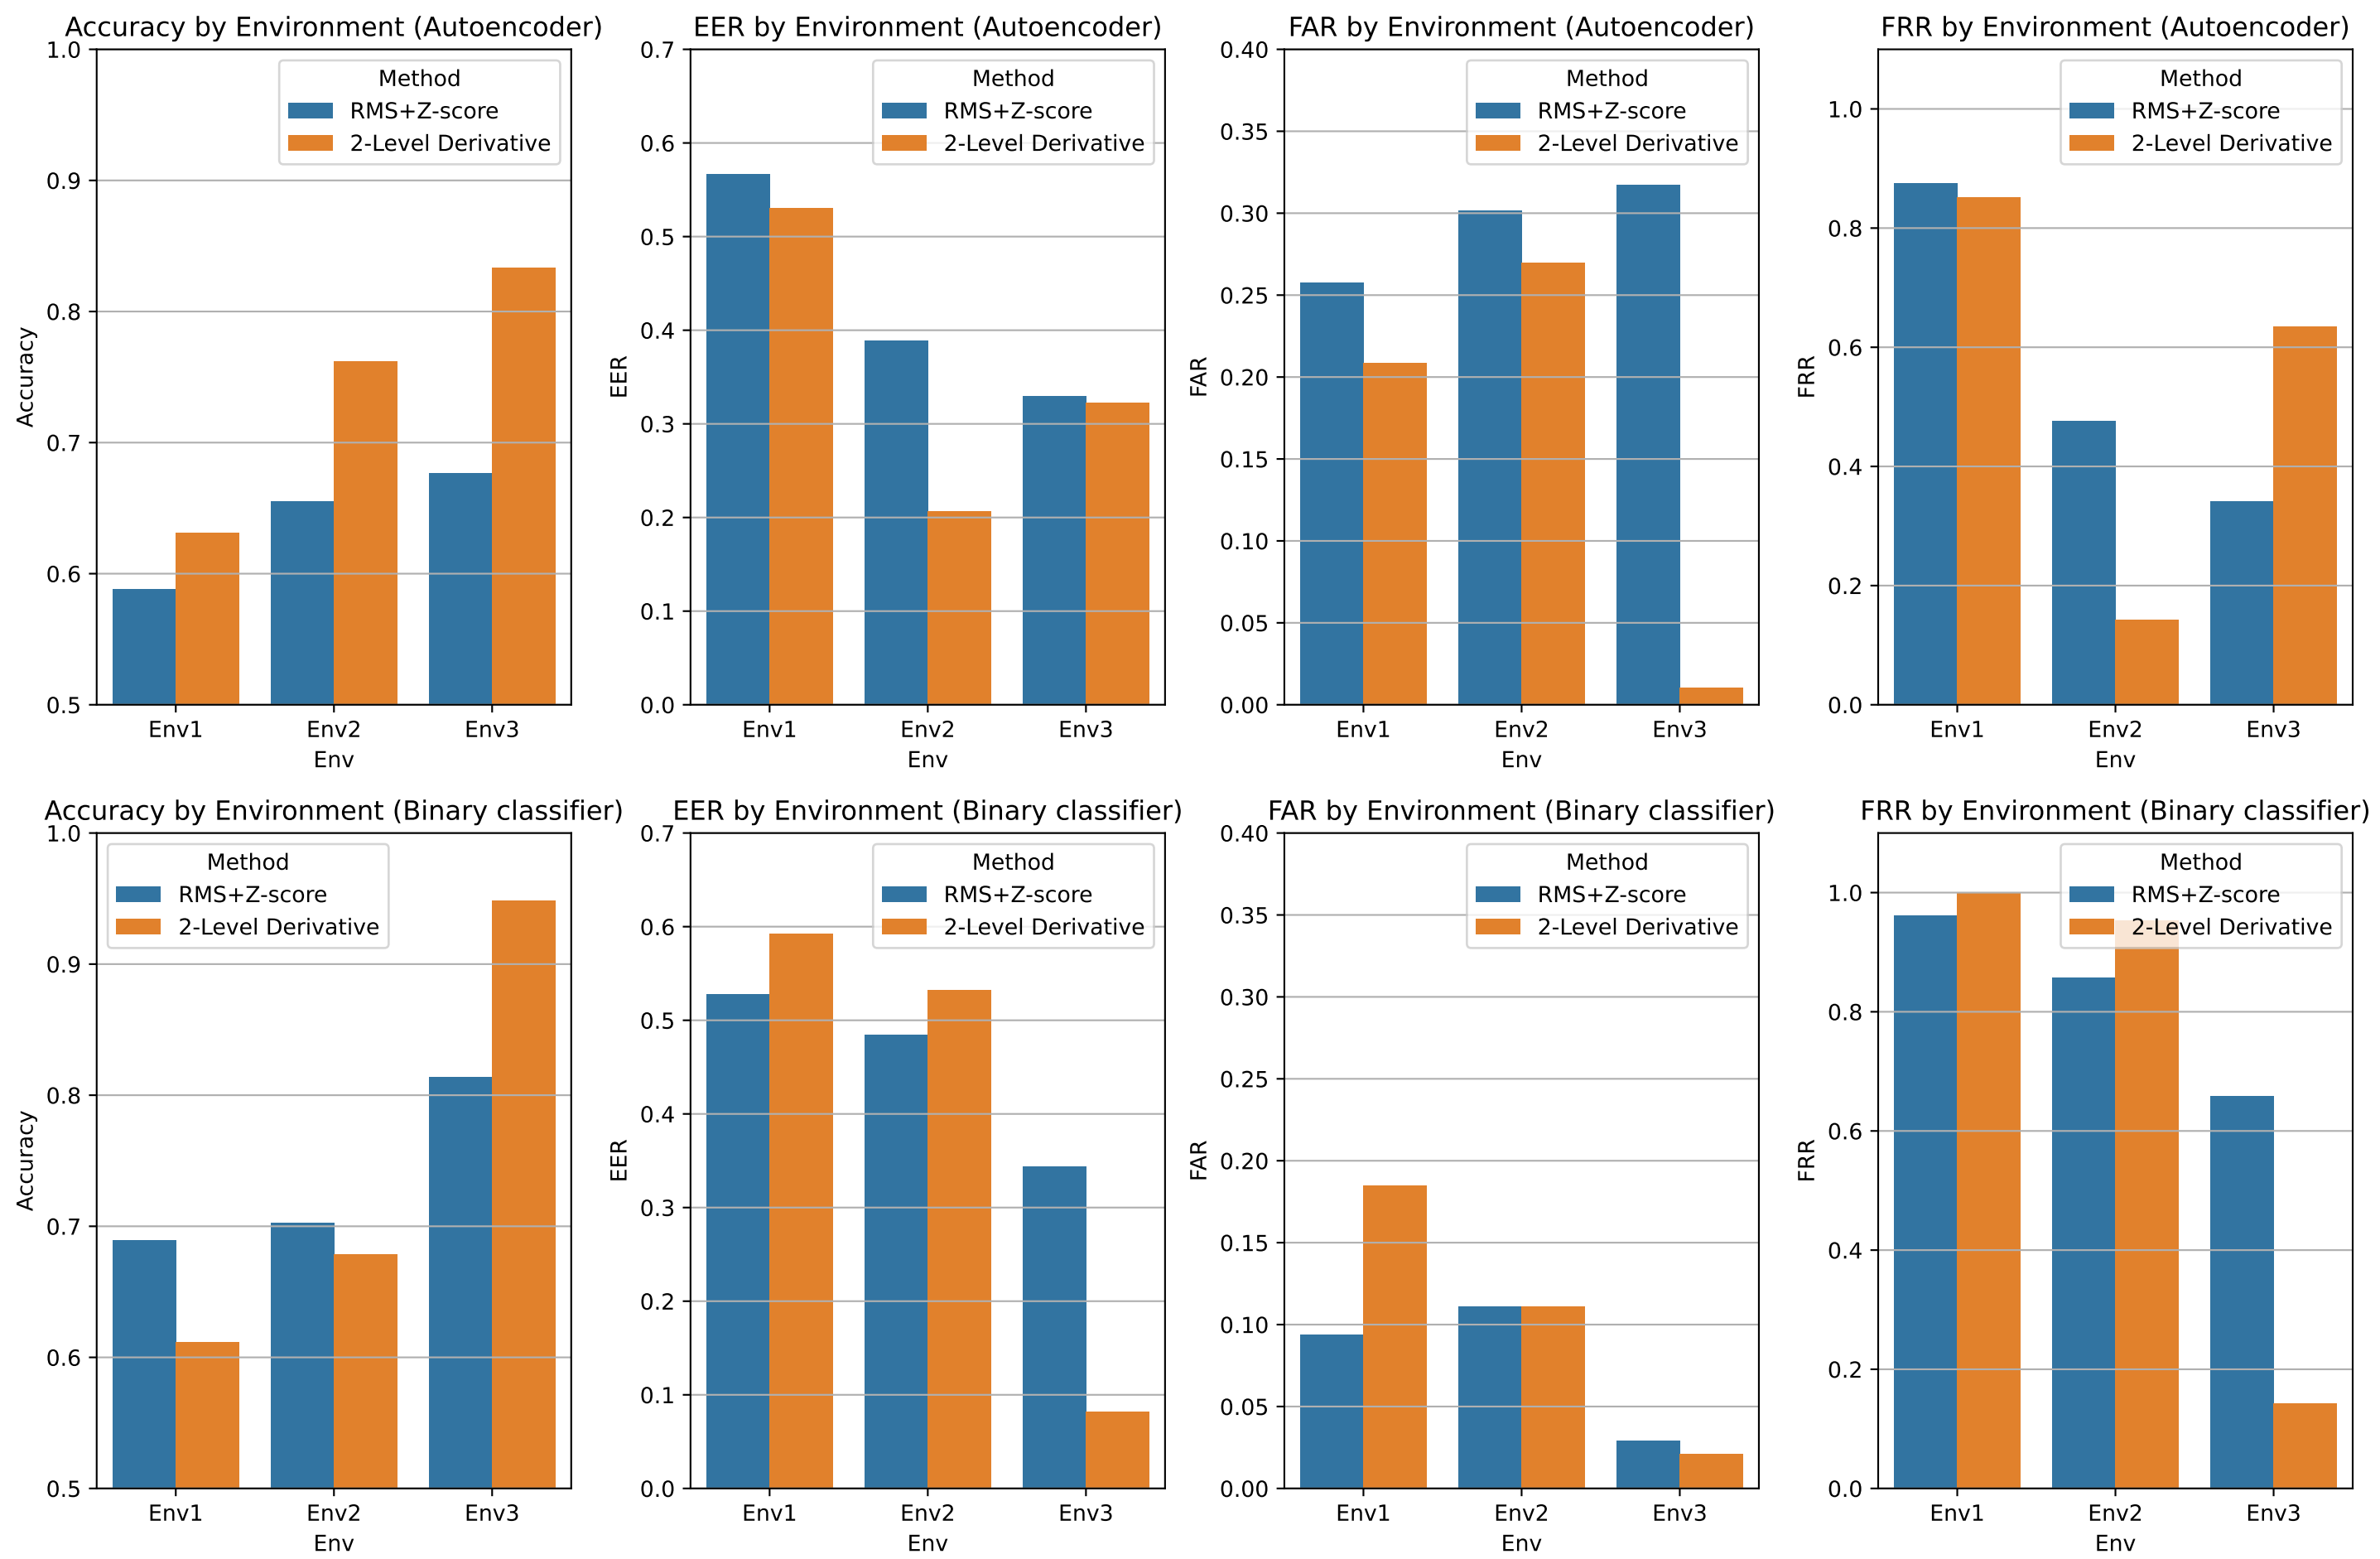 Accuracy by Environment (Autoencoder)
1.0
0.9
0.8
0.7
0.6
0.5
Accuracy
Method
RMS+Z-score
2-Level Derivative
Env1 Env2 Env3
Env
EER by Environment (Autoencoder)
0.7
0.6
0.5
0.4
0.3
0.2
0.1
0.0
EER
Method
RMS+Z-score
2-Level Derivative
Env1 Env2 Env3
Env
FAR by Environment (Autoencoder)
0.40
0.35
0.30
0.25
0.20
0.15
0.10
0.05
0.00
FAR
Method
RMS+Z-score
2-Level Derivative
Env1 Env2 Env3
Env
FRR by Environment (Autoencoder)
1.0
0.8
0.6
0.4
0.2
0.0
FRR
Method
RMS+Z-score
2-Level Derivative
Env1 Env2 Env3
Env
Accuracy by Environment (Binary classifier)
1.0
0.9
0.8
0.7
0.6
0.5
Accuracy
Method
RMS+Z-score
2-Level Derivative
Env1 Env2 Env3
Env
EER by Environment (Binary classifier)
0.7
0.6
0.5
0.4
0.3
0.2
0.1
0.0
EER
Method
RMS+Z-score
2-Level Derivative
Env1 Env2 Env3
Env
FAR by Environment (Binary classifier)
0.40
0.35
0.30
0.25
0.20
0.15
0.10
0.05
0.00
FAR
Method
RMS+Z-score
2-Level Derivative
Env1 Env2 Env3
Env
FRR by Environment (Binary classifier)
1.0
0.8
0.6
0.4
0.2
0.0
FRR
Method
RMS+Z-score
2-Level Derivative
Env1 Env2 Env3
Env